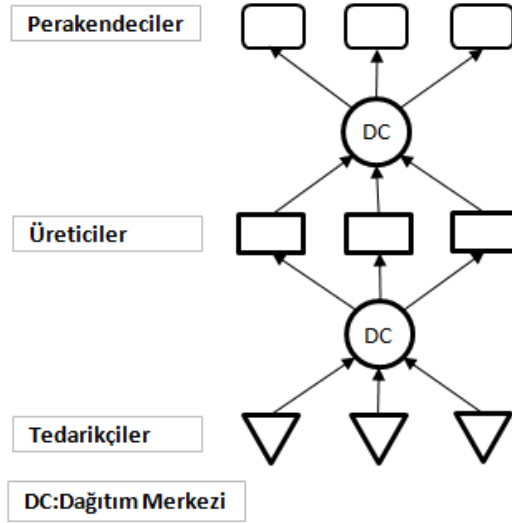 Perakendeciler
DC
Üreticiler
DC
Tedarikçiler
DC:Dağıtım Merkezi